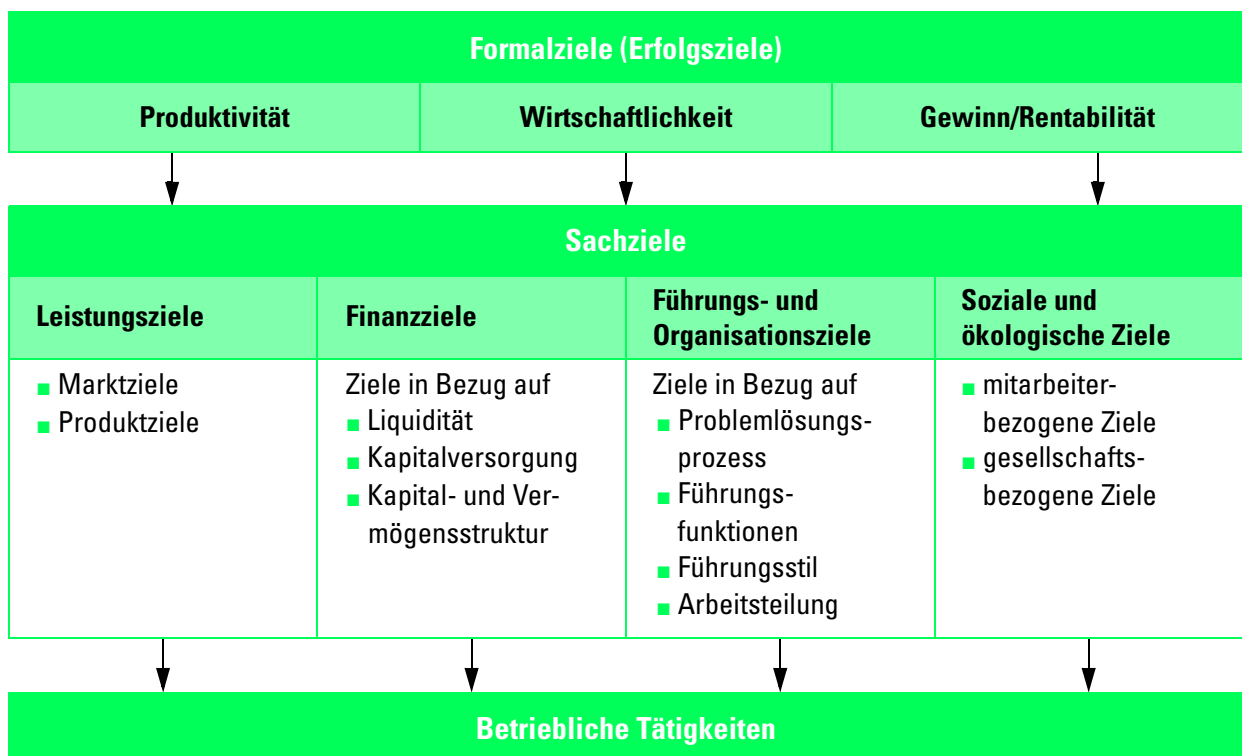 Formalziele (Erfolgsziele)
Produktivität
Wirtschaftlichkeit
Gewinn/Rentabilität
Sachziele
Leistungsziele
Finanzziele
Führungs- und
Organisationsziele
Soziale und
ökologische Ziele
■ Marktziele
■ Produktziele
Ziele in Bezug auf
■ Liquidität
■ Kapitalversorgung
■ Kapital- und Ver-
mögensstruktur
Ziele in Bezug auf
■ Problemlösungs-
prozess
■ Führungs-
funktionen
■ Führungsstil
■ Arbeitsteilung
■ mitarbeiter-
bezogene Ziele
■ gesellschafts-
bezogene Ziele
Betriebliche Tätigkeiten